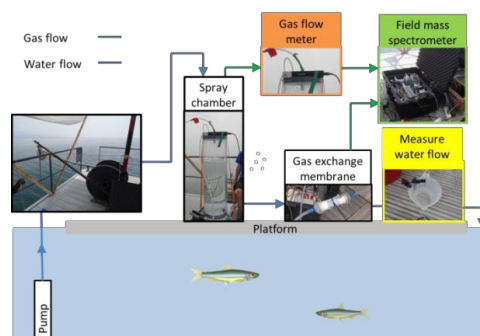 Gas flow
Water flow
Gas flow
meter
Field mass
spectrometer
Spray
chamber
Gas exchange
membrane
Measure
water flow
Platform
Pump